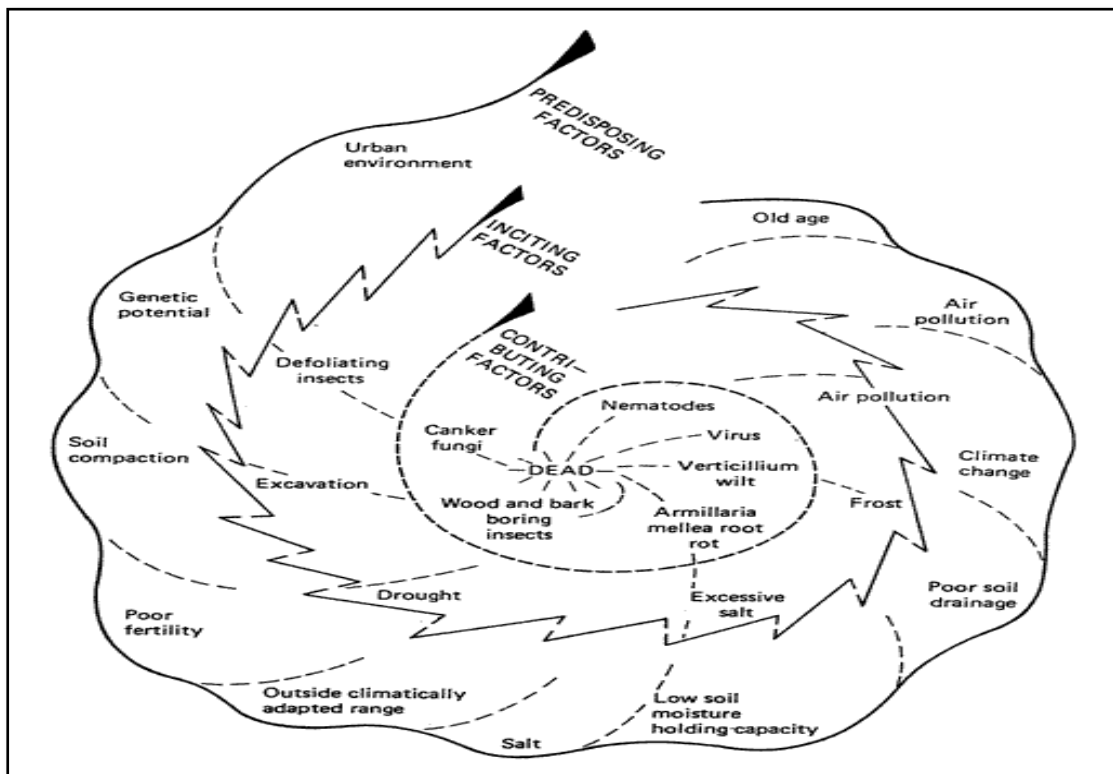 PREDISPOSING
FACTORS
Urban
environment
Genetic
potential
Soil
compaction
Poor
fertility
Outside climatically
adapted range
Salt
Low soil
moisture
holding capacity
Poor soil
drainage
Climate
change
Air
pollution
Old age
INCITING
FACTORS
Defoliating
insects
Excavation
Drought
Excessive
salt
Frost
Air pollution
CONTRI-
BUTING
FACTORS
Canker
fungi
Wood and bark
boring
insects
Armillaria
mellea root
rot
Verticillium
wilt
Virus
Nematodes
DEAD